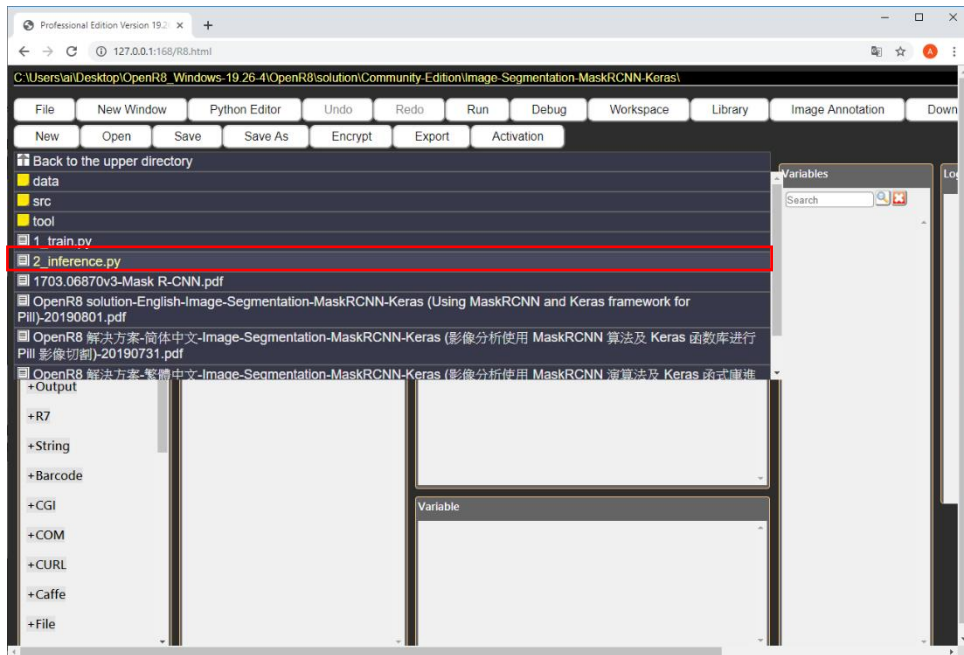 Professional Edition Version 19.2
127.0.0.1:168/R8.html
C:\Users\ai\Desktop\OpenR8_Windows-19.26-4\OpenR8\solution\Community-Edition\Image-Segmentation-MaskRCNN-Keras\
File New Window Python Editor Undo Redo Run Debug Workspace Library Image Annotation Down
New Open Save Save As Encrypt Export Activation
Back to the upper directory
data
src
tool
1_train.py
2_inference.py
1703.06870v3-Mask R-CNN.pdf
OpenR8 solution-English-Image-Segmentation-MaskRCNN-Keras (Using MaskRCNN and Keras framework for
Pill)-20190801.pdf
OpenR8 解决方案-简体中文-Image-Segmentation-MaskRCNN-Keras (影像分析使用 MaskRCNN 算法及 Keras 函数库进行
Pill 影像切割)-20190731.pdf
OpenR8 解決方案-繁體中文-Image-Segmentation-MaskRCNN-Keras (影像分析使用 MaskRCNN 演算法及 Keras 函式庫進
Variables
Log
Search
+Output
+R7
+String
+Barcode
+CGI
+COM
+CURL
+Caffe
+File
Variable
A